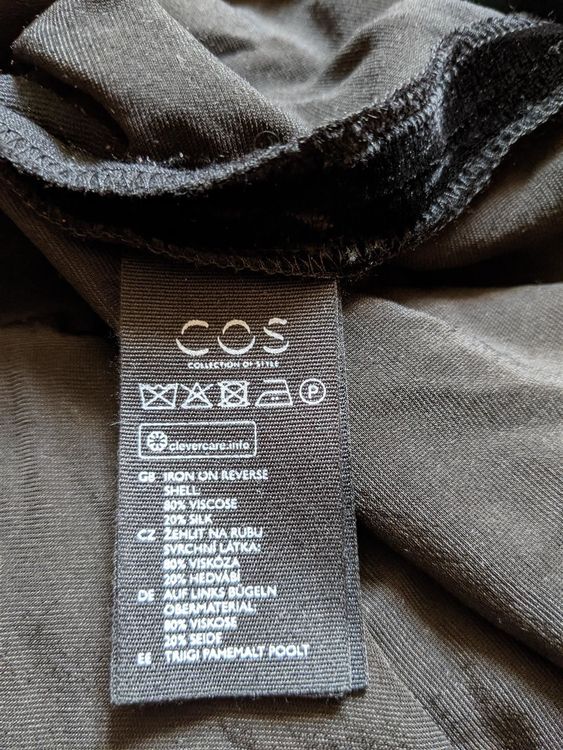 COS
COLLECTION OF STYLE
P
clevercare.info
GB IRON ON REVERSE
SHELL:
80% VISCOSE
20% SILK
CZ ŽEHLIT NA RUBU
SVRCHNÍ LÁTKA:
80% VISKÓZA
20% HEDVÁBÍ
DE AUF LINKS BÜGELN
OBERMATERIAL:
80% VISKOSE
20% SEIDE
EE TRIIGI PAHEMALT POOLT